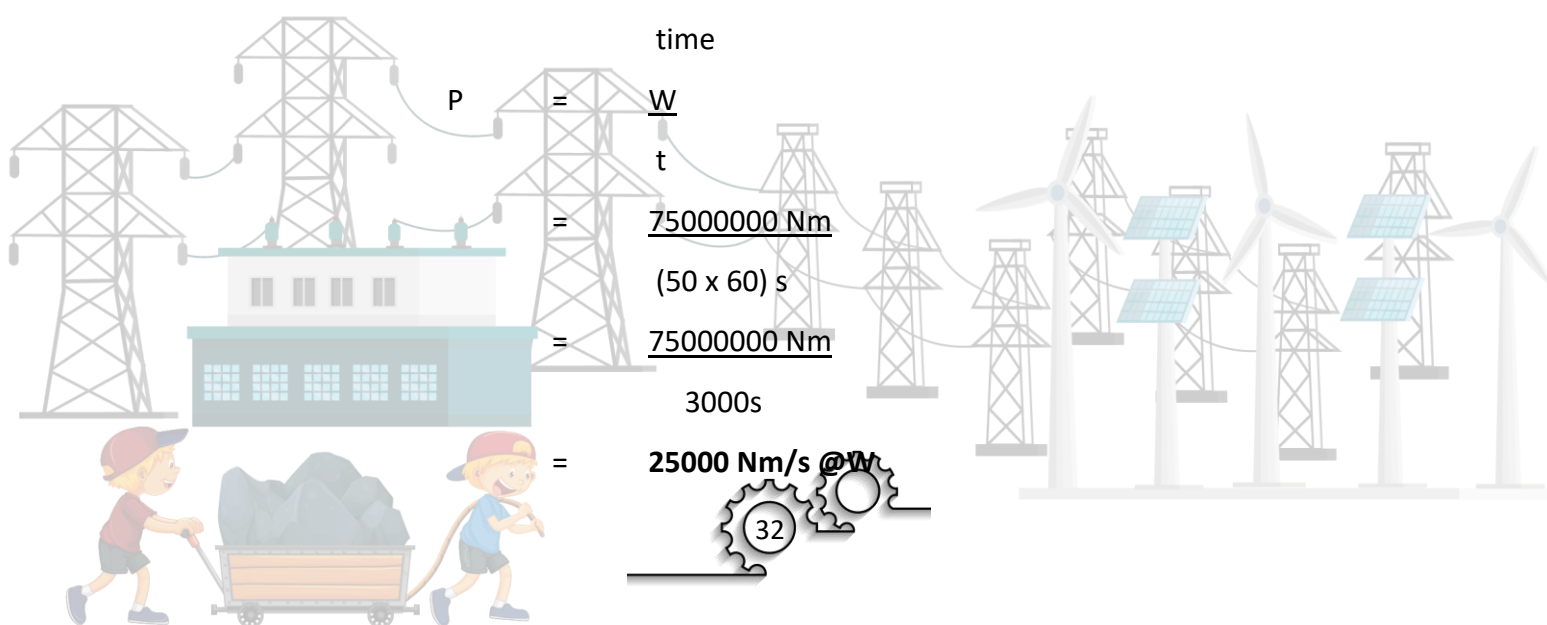 time
P = W
t
= 75000000 Nm
(50 x 60) s
= 75000000 Nm
3000s
= 25000 Nm/s @W
32